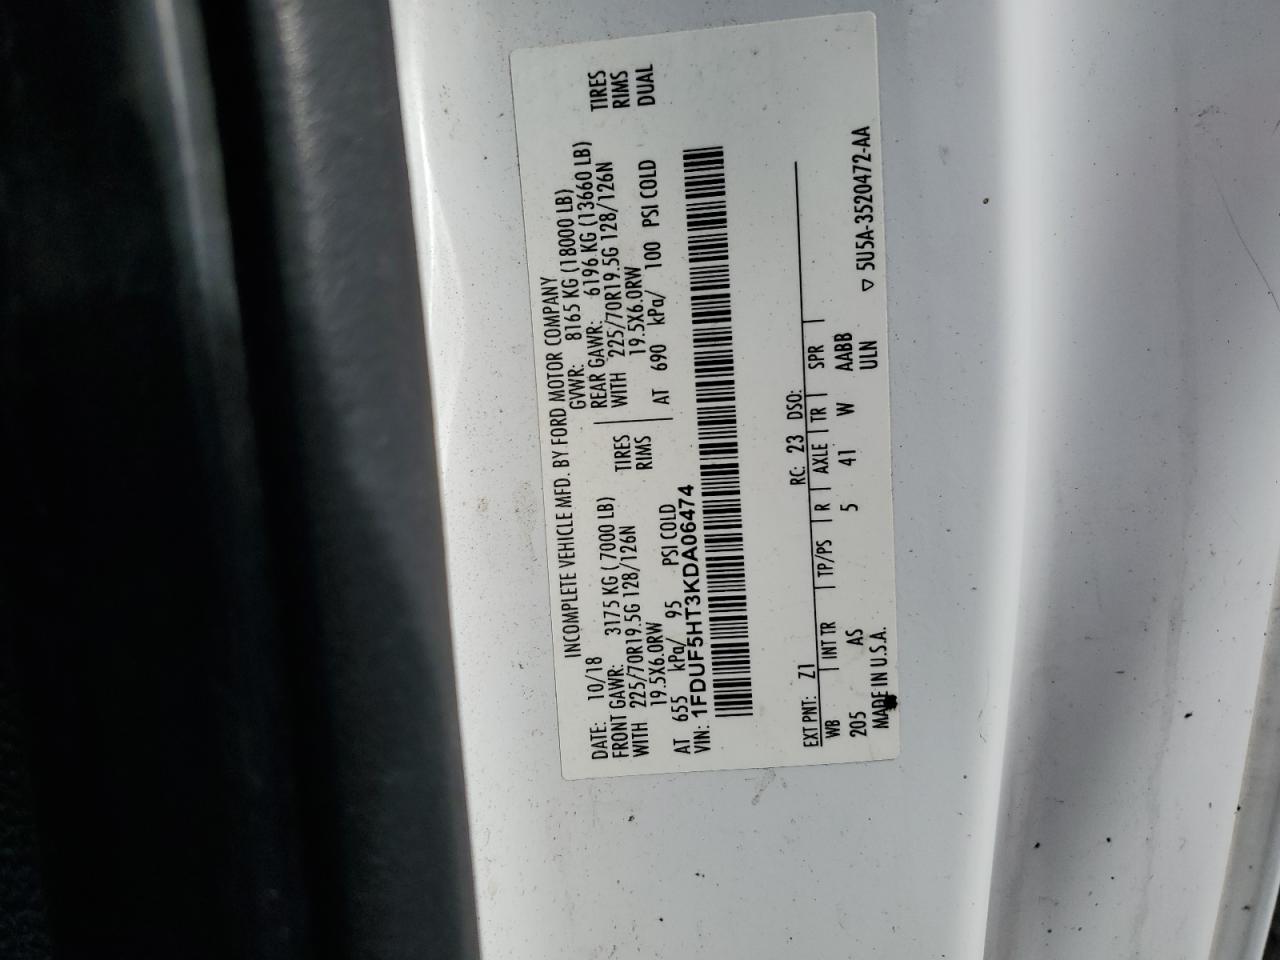 INCOMPLETE VEHICLE MFD. BY FORD MOTOR COMPANY
DATE: 10/18 GVWR: 8165 KG (18000 LB)
FRONT GAWR: 3175 KG ( 7000 LB) REAR GAWR: 6196 KG (13660 LB)
WITH 225/70R19.5G 128/126N TIRES WITH 225/70R19.5G 128/126N TIRES
19.5X6.0RW RIMS 19.5X6.0RW RIMS
AT 655 kPa/ 95 PSI COLD AT 690 kPa/ 100 PSI COLD DUAL
VIN: 1FDUF5HT3KDA06474
EXT PNT: Z1 RC: 23 DSO:
WB INT TR TP/PS R AXLE TR SPR
205 AS 5 41 W AABB
MADE IN U.S.A. ULN ▽ 5U5A-3520472-AA